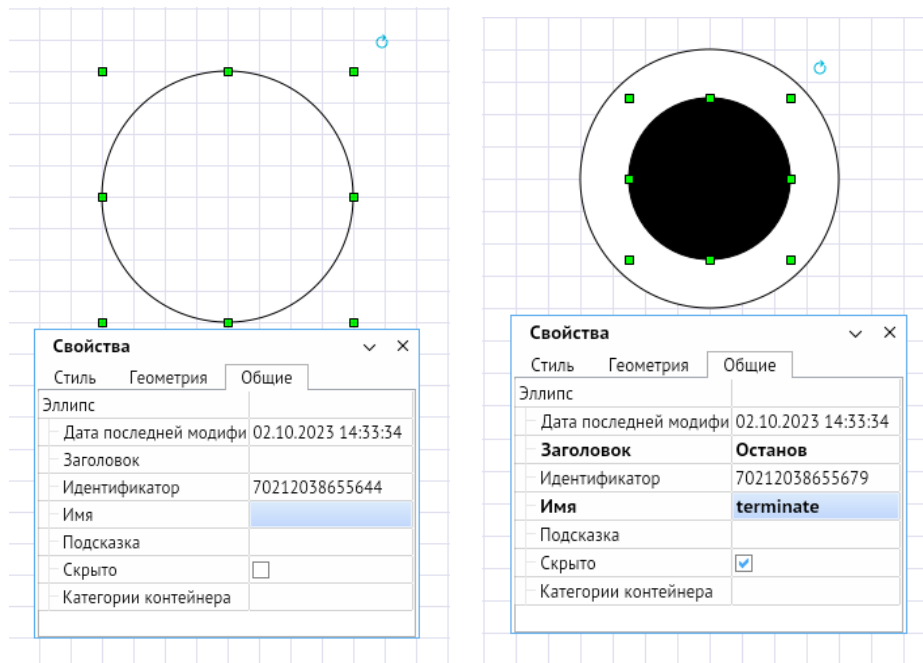 Свойства
Стиль Геометрия Общие
Эллипс
Дата последней модифи 02.10.2023 14:33:34
Заголовок
Идентификатор 70212038655644
Имя
Подсказка
Скрыто
Категории контейнера
Свойства
Стиль Геометрия Общие
Эллипс
Дата последней модифи 02.10.2023 14:33:34
Заголовок Останов
Идентификатор 70212038655679
Имя terminate
Подсказка
Скрыто
Категории контейнера